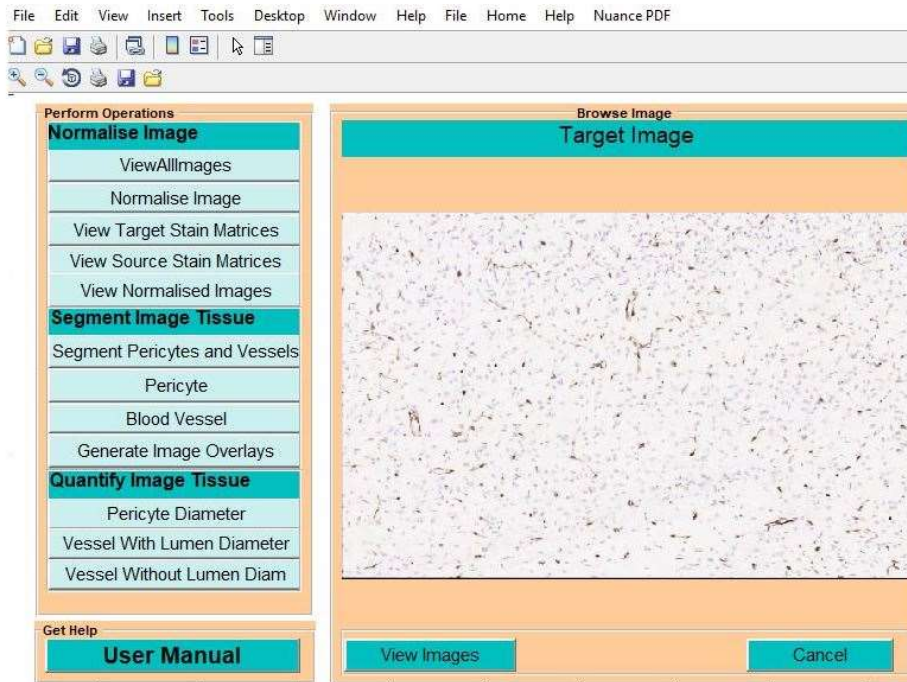 File Edit View Insert Tools Desktop Window Help File Home Help Nuance PDF
Perform Operations
Normalise Image
ViewAllImages
Normalise Image
View Target Stain Matrices
View Source Stain Matrices
View Normalised Images
Segment Image Tissue
Segment Pericytes and Vessels
Pericyte
Blood Vessel
Generate Image Overlays
Quantify Image Tissue
Pericyte Diameter
Vessel With Lumen Diameter
Vessel Without Lumen Diam
Get Help
User Manual
Browse Image
Target Image
View Images
Cancel